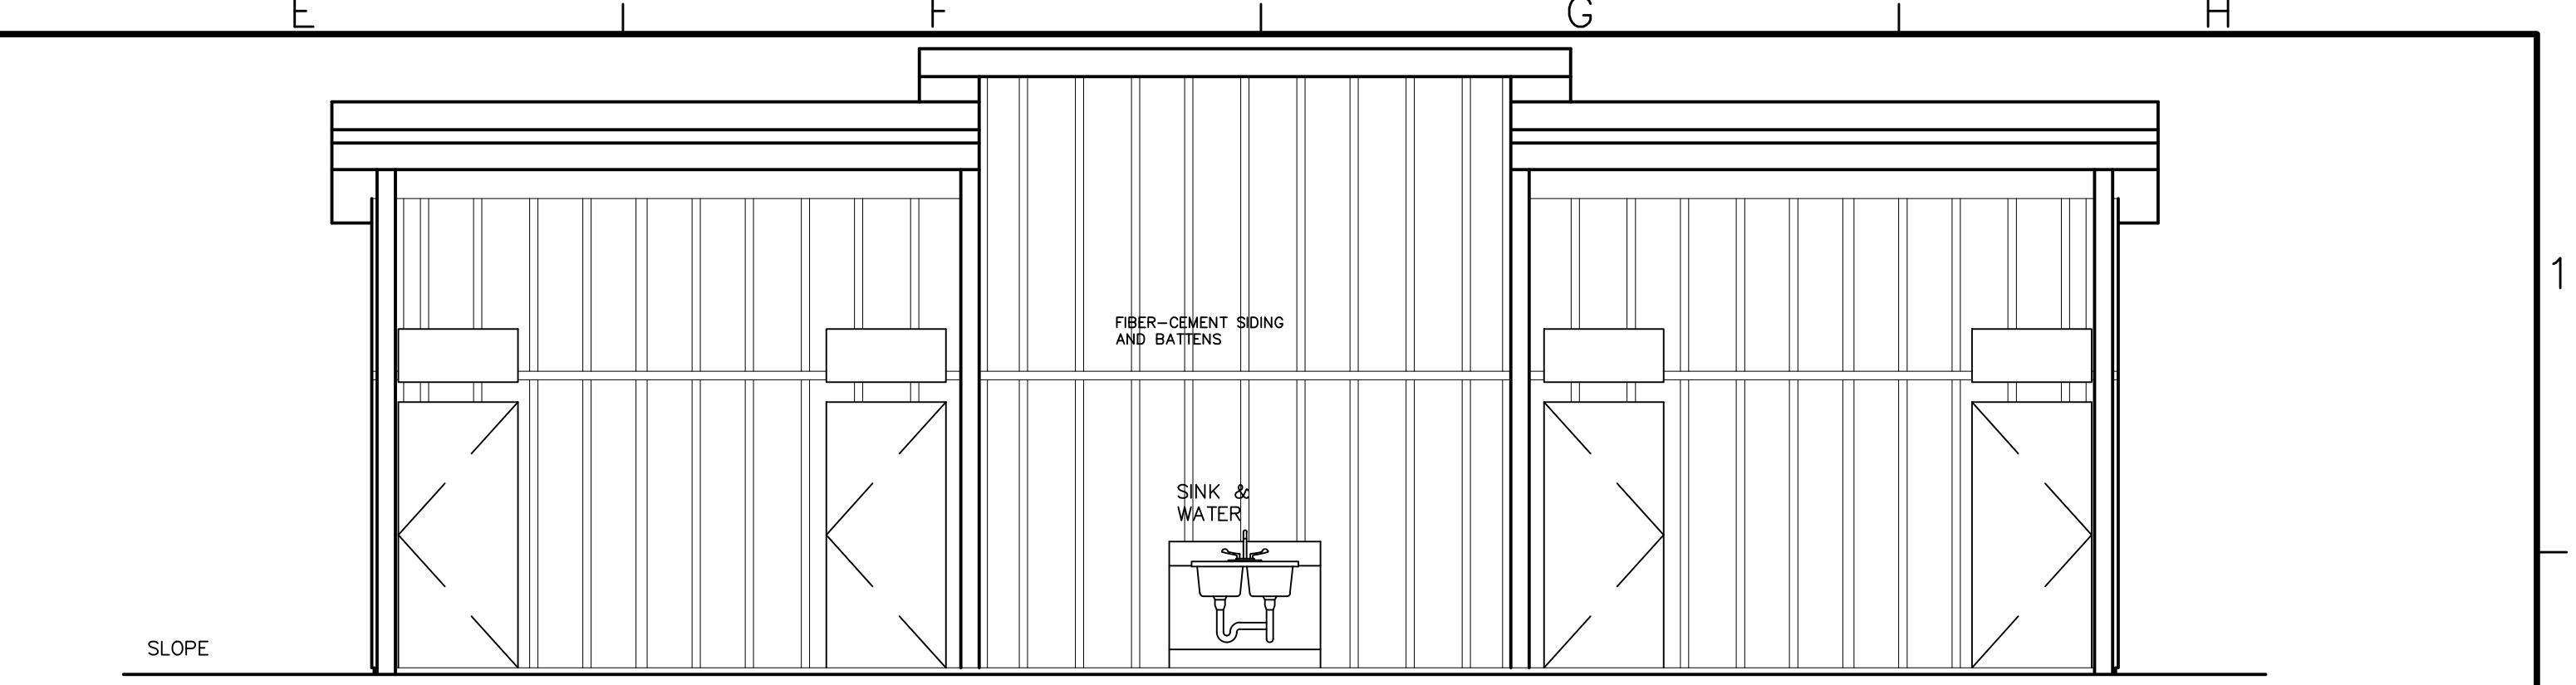 E F G H
1
FIBER-CEMENT SIDING
AND BATTENS
SINK &
WATER
SLOPE